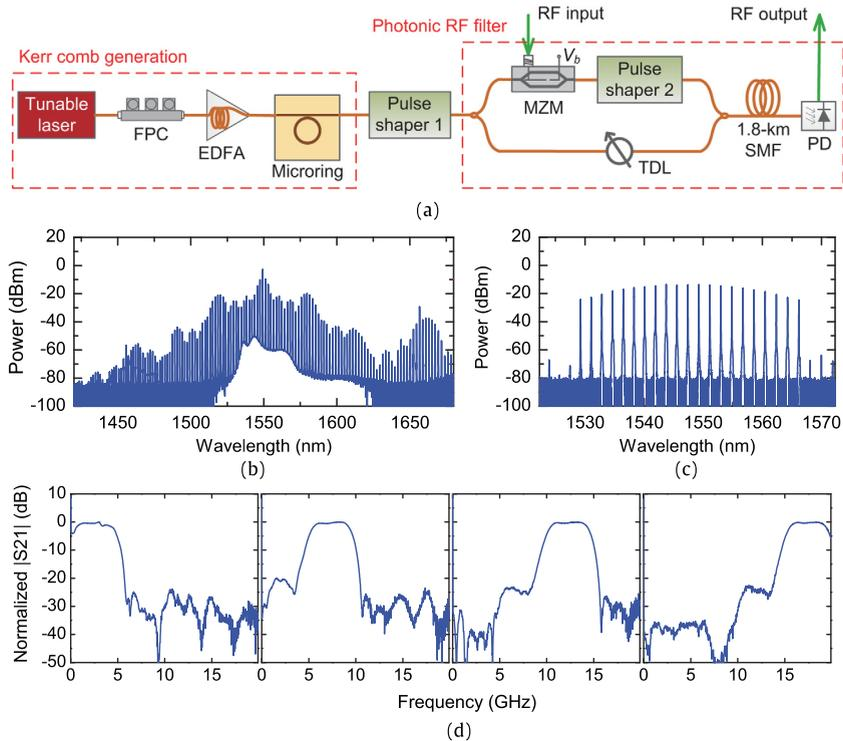 RF input
RF output
Photonic RF filter
Kerr comb generation
V_b
Tunable laser
FPC
EDFA
Microring
Pulse shaper 1
MZM
Pulse shaper 2
TDL
1.8-km SMF
PD
(a)
20
0
-20
-40
-60
-80
-100
Power (dBm)
1450 1500 1550 1600 1650
Wavelength (nm)
(b)
20
0
-20
-40
-60
-80
-100
Power (dBm)
1530 1540 1550 1560 1570
Wavelength (nm)
(c)
10
0
-10
-20
-30
-40
-50
Normalized |S21| (dB)
0 5 10 15 0 5 10 15 0 5 10 15 0 5 10 15
Frequency (GHz)
(d)